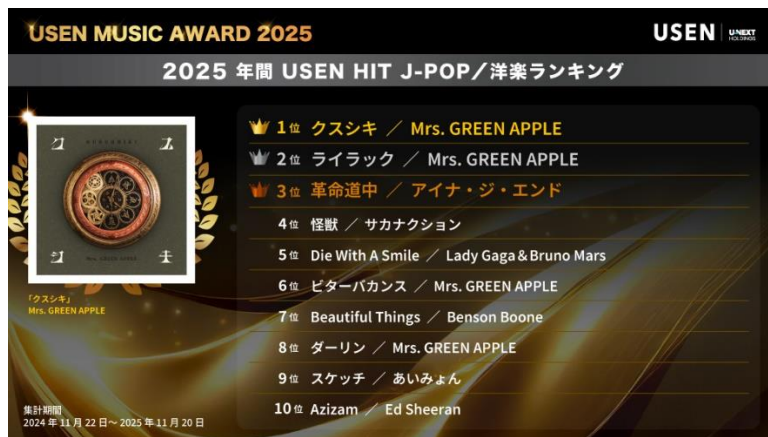 USEN MUSIC AWARD 2025
USEN U-NEXT HOLDINGS
2025 年間 USEN HIT J-POP/洋楽ランキング
1位 クスシキ / Mrs. GREEN APPLE
2位 ライラック / Mrs. GREEN APPLE
3位 革命道中 / アイナ・ジ・エンド
4位 怪獣 / サカナクション
5位 Die With A Smile / Lady Gaga&Bruno Mars
6位 ビターバカンス / Mrs. GREEN APPLE
7位 Beautiful Things / Benson Boone
8位 ダーリン / Mrs. GREEN APPLE
9位 スケッチ / あいみょん
10位 Azizam / Ed Sheeran
KUSUSHIKI
Mrs. GREEN APPLE
「クスシキ」
Mrs. GREEN APPLE
集計期間
2024年11月22日～2025年11月20日